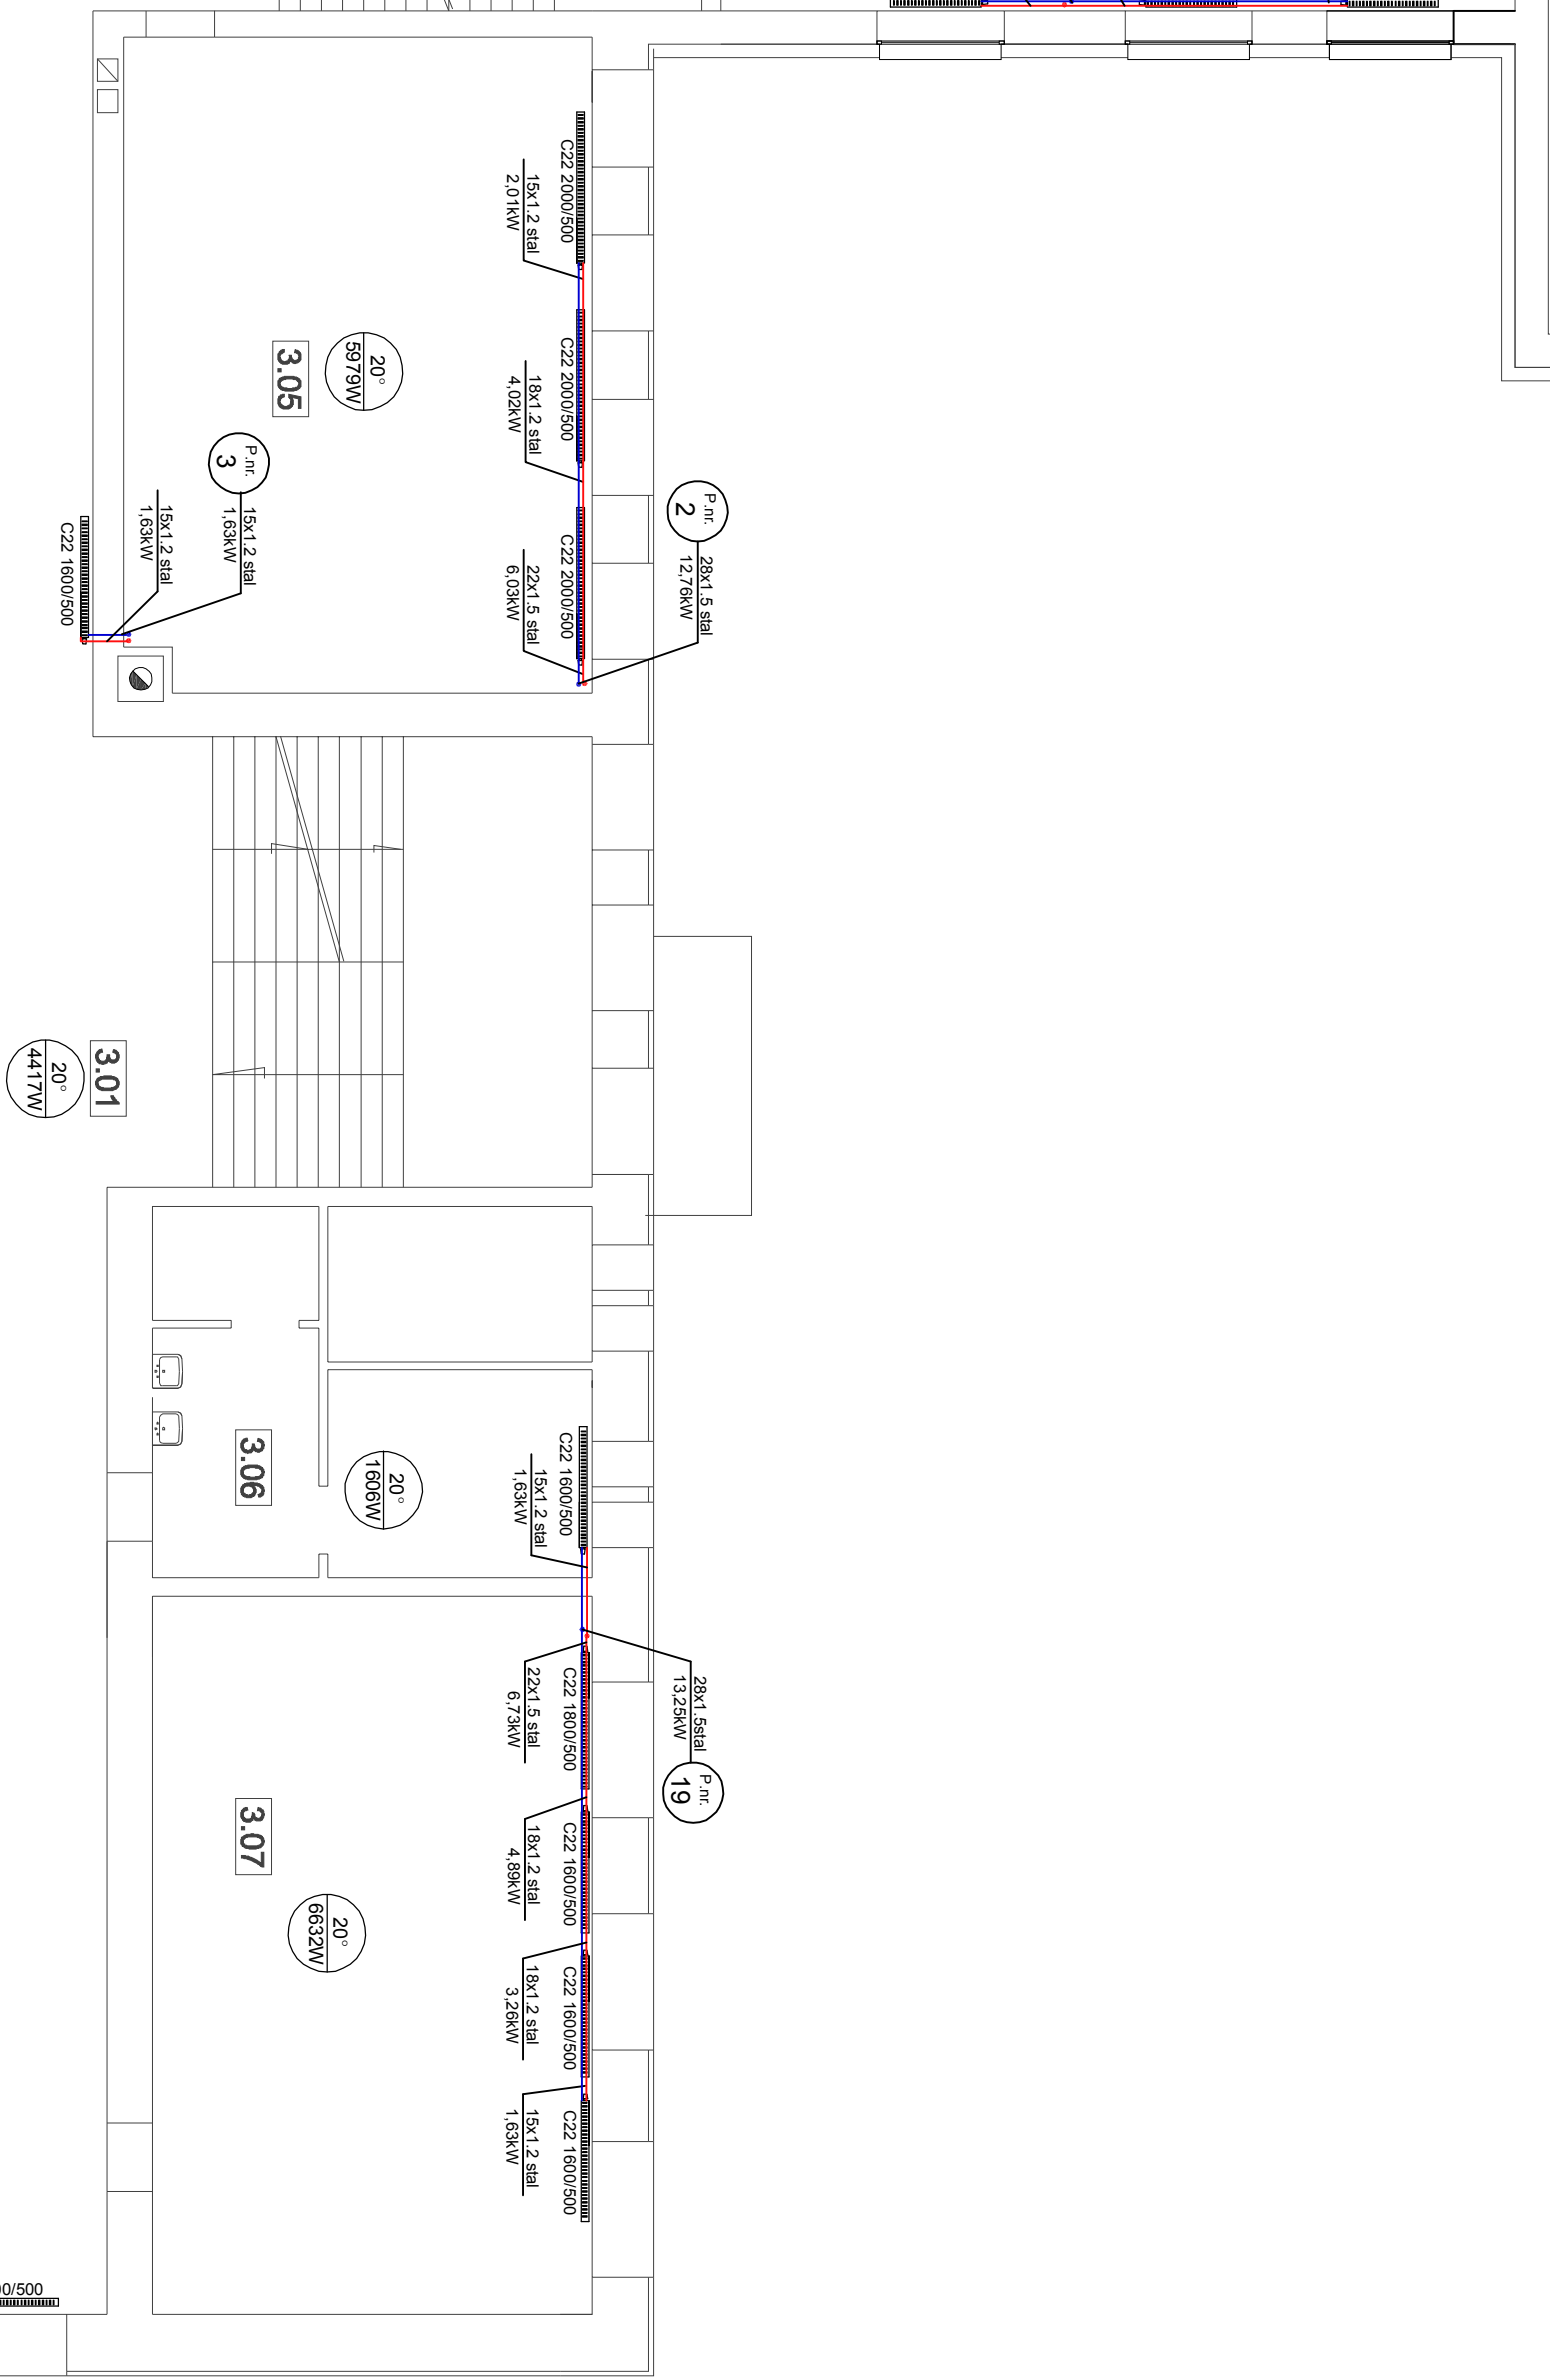 C22 2000/500
15x1.2 stal
2,01kW
C22 2000/500
18x1.2 stal
4,02kW
C22 2000/500
22x1.5 stal
6,03kW
20°
5979W
3.05
P.nr.
2
28x1.5 stal
12,76kW
P.nr.
3
15x1.2 stal
1,63kW
15x1.2 stal
1,63kW
C22 1600/500
3.01
20°
4417W
C22 1600/500
15x1.2 stal
1,63kW
20°
1606W
3.06
28x1.5stal
13,25kW
P.nr.
19
C22 1800/500
22x1.5 stal
6,73kW
C22 1600/500
18x1.2 stal
4,89kW
C22 1600/500
18x1.2 stal
3,26kW
C22 1600/500
15x1.2 stal
1,63kW
3.07
20°
6632W
0/500